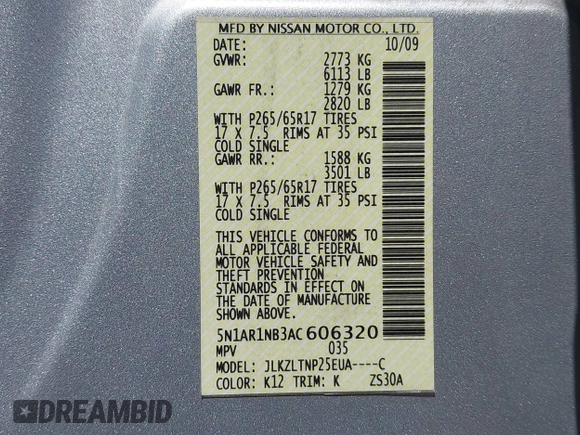 MFD BY NISSAN MOTOR CO., LTD.
DATE: 10/09
GVWR: 2773 KG
6113 LB
GAWR FR.: 1279 KG
2820 LB
WITH P265/65R17 TIRES
17 X 7.5 RIMS AT 35 PSI
COLD SINGLE
GAWR RR.: 1588 KG
3501 LB
WITH P265/65R17 TIRES
17 X 7.5 RIMS AT 35 PSI
COLD SINGLE
THIS VEHICLE CONFORMS TO
ALL APPLICABLE FEDERAL
MOTOR VEHICLE SAFETY AND
THEFT PREVENTION
STANDARDS IN EFFECT ON
THE DATE OF MANUFACTURE
SHOWN ABOVE.
5N1AR1NB3AC606320
MPV 035
MODEL: JLKZLTNP25EUA----C
COLOR: K12 TRIM: K ZS30A
DREAMBID